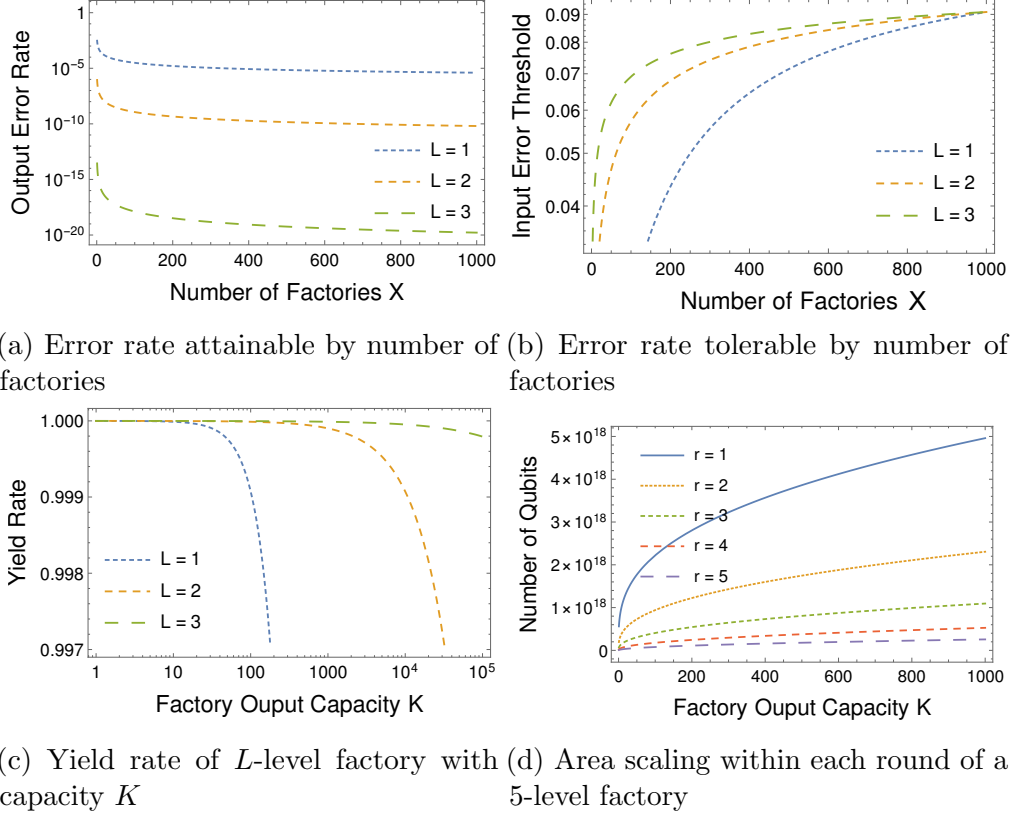 1
10^-5
10^-10
10^-15
10^-20
Output Error Rate
L = 1
L = 2
L = 3
0 200 400 600 800 1000
Number of Factories X
0.09
0.08
0.07
0.06
0.05
0.04
Input Error Threshold
L = 1
L = 2
L = 3
0 200 400 600 800 1000
Number of Factories X
(a) Error rate attainable by number of
factories
(b) Error rate tolerable by number of
factories
1.000
0.999
0.998
0.997
Yield Rate
L = 1
L = 2
L = 3
1 10 100 1000 10^4 10^5
Factory Ouput Capacity K
5×10^18
4×10^18
3×10^18
2×10^18
1×10^18
0
Number of Qubits
r = 1
r = 2
r = 3
r = 4
r = 5
0 200 400 600 800 1000
Factory Ouput Capacity K
(c) Yield rate of L-level factory with
capacity K
(d) Area scaling within each round of a
5-level factory